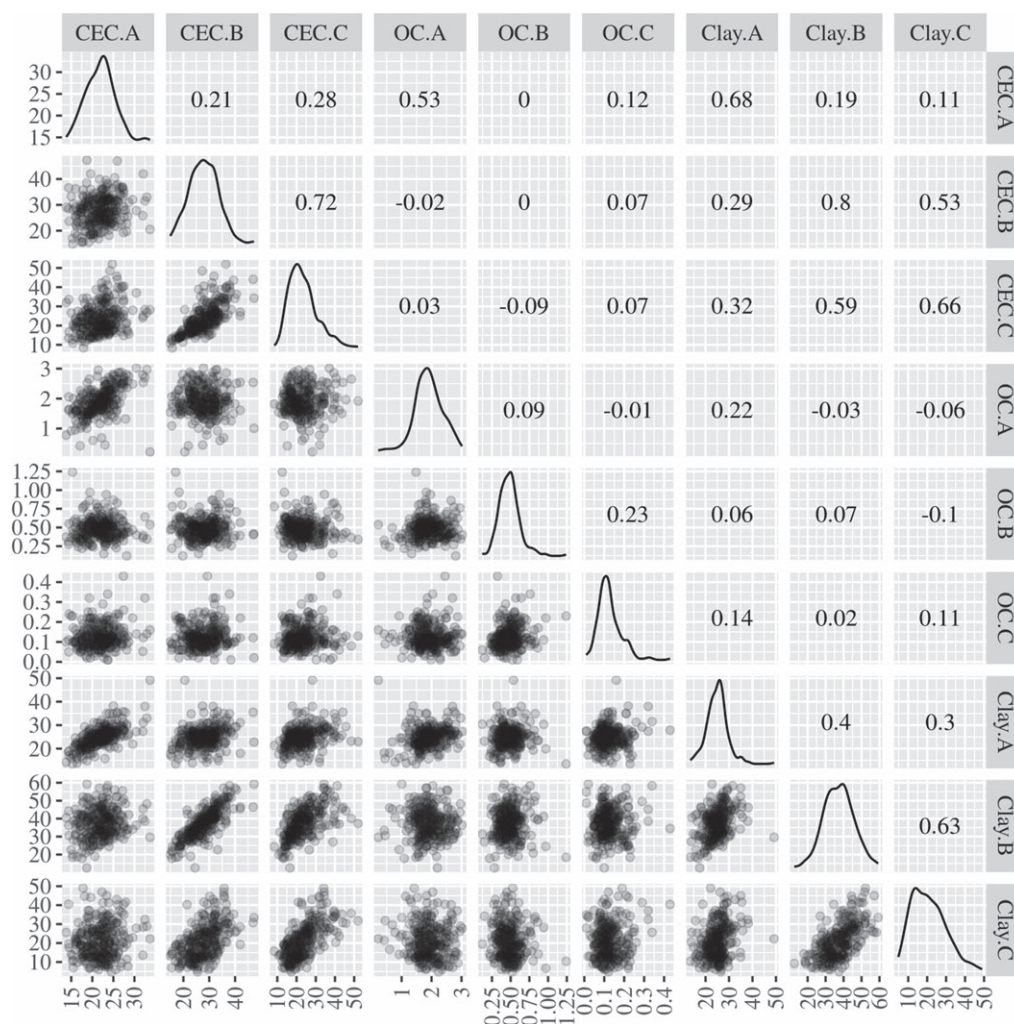 CEC.A CEC.B CEC.C OC.A OC.B OC.C Clay.A Clay.B Clay.C
30 25 20 15 0.21 0.28 0.53 0 0.12 0.68 0.19 0.11 CEC.A
40 30 20 0.72 -0.02 0 0.07 0.29 0.8 0.53 CEC.B
50 40 30 20 10 0.03 -0.09 0.07 0.32 0.59 0.66 CEC.C
3 2 1 0.09 -0.01 0.22 -0.03 -0.06 OC.A
1.25 1.00 0.75 0.50 0.25 0.23 0.06 0.07 -0.1 OC.B
0.4 0.3 0.2 0.1 0.0 0.14 0.02 0.11 OC.C
50 40 30 20 0.4 0.3 Clay.A
60 50 40 30 20 0.63 Clay.B
50 40 30 20 10 Clay.C
15 20 25 30 20 30 40 10 20 30 40 50 1 2 3 0.25 0.50 0.75 1.00 1.25 0.0 0.1 0.2 0.3 0.4 20 30 40 50 20 30 40 50 60 10 20 30 40 50